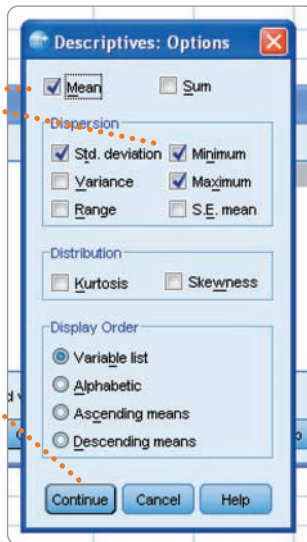 Descriptives: Options
Mean Sum
Dispersion
Std. deviation Minimum
Variance Maximum
Range S.E. mean
Distribution
Kurtosis Skewness
Display Order
Variable list
Alphabetic
Ascending means
Descending means
Continue Cancel Help